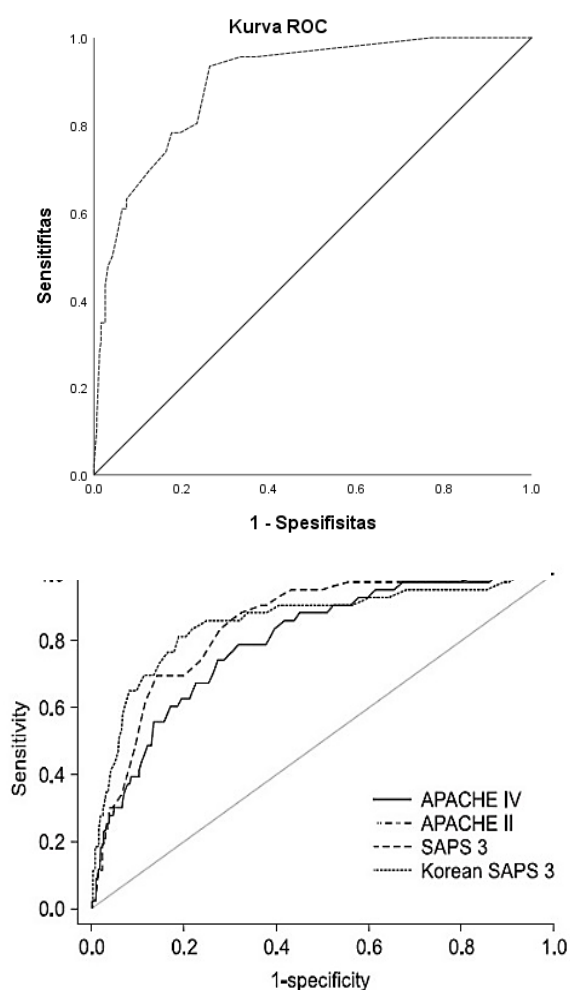 Kurva ROC
1.0
0.8
0.6
0.4
0.2
0.0
Sensitifitas
0.0 0.2 0.4 0.6 0.8 1.0
1 - Spesifisitas
0.8
0.6
0.4
0.2
0.0
Sensitivity
APACHE IV
APACHE II
SAPS 3
Korean SAPS 3
0.0 0.2 0.4 0.6 0.8 1.0
1-specificity